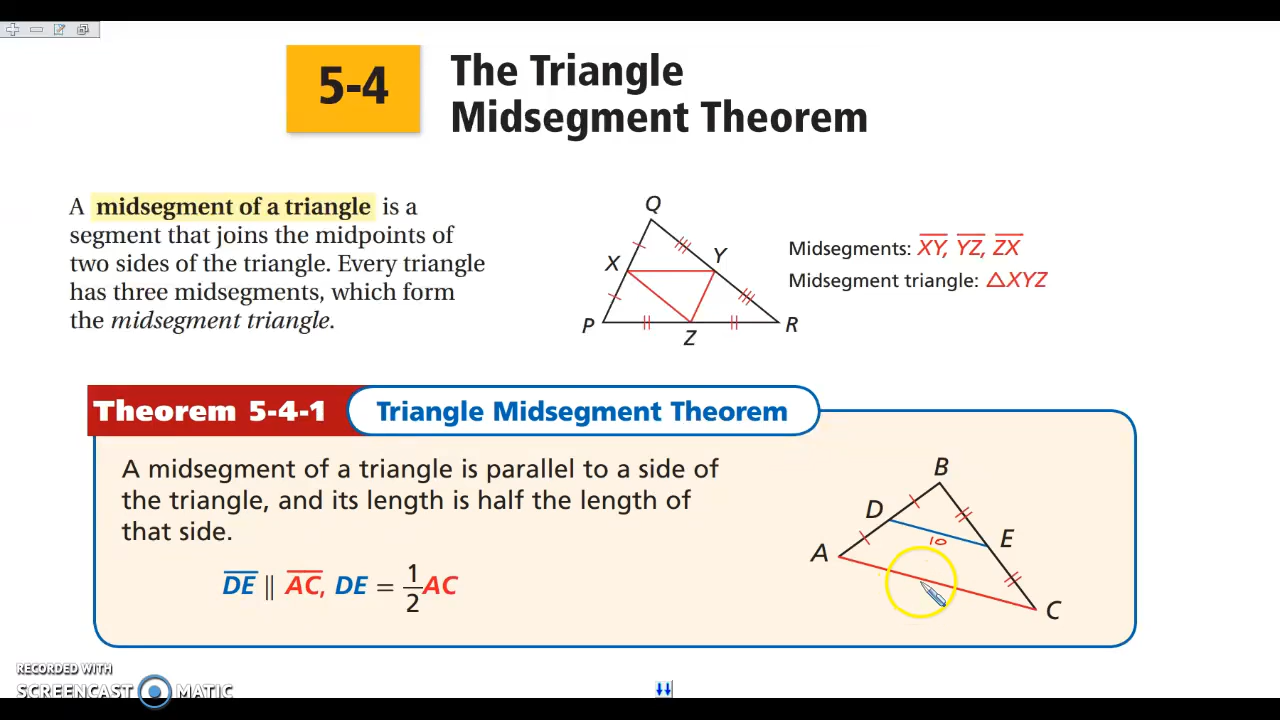 5-4
The Triangle
Midsegment Theorem
A midsegment of a triangle is a
segment that joins the midpoints of
two sides of the triangle. Every triangle
has three midsegments, which form
the midsegment triangle.
Q
X
Y
P
Z
R
Midsegments: XY, YZ, ZX
Midsegment triangle: △XYZ
Theorem 5-4-1
Triangle Midsegment Theorem
A midsegment of a triangle is parallel to a side of
the triangle, and its length is half the length of
that side.
DE ∥ AC, DE = 1/2 AC
B
D
E
10
A
C
RECORDED WITH
SCREENCAST MATIC